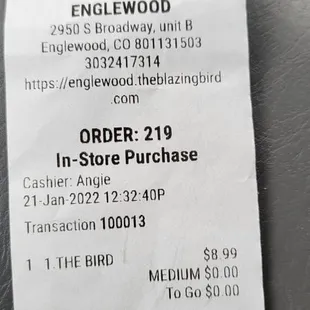 ENGLEWOOD
2950 S Broadway, unit B
Englewood, CO 801131503
3032417314
https://englewood.theblazingbird
.com
ORDER: 219
In-Store Purchase
Cashier: Angie
21-Jan-2022 12:32:40P
Transaction 100013
1 1.THE BIRD $8.99
MEDIUM $0.00
To Go $0.00